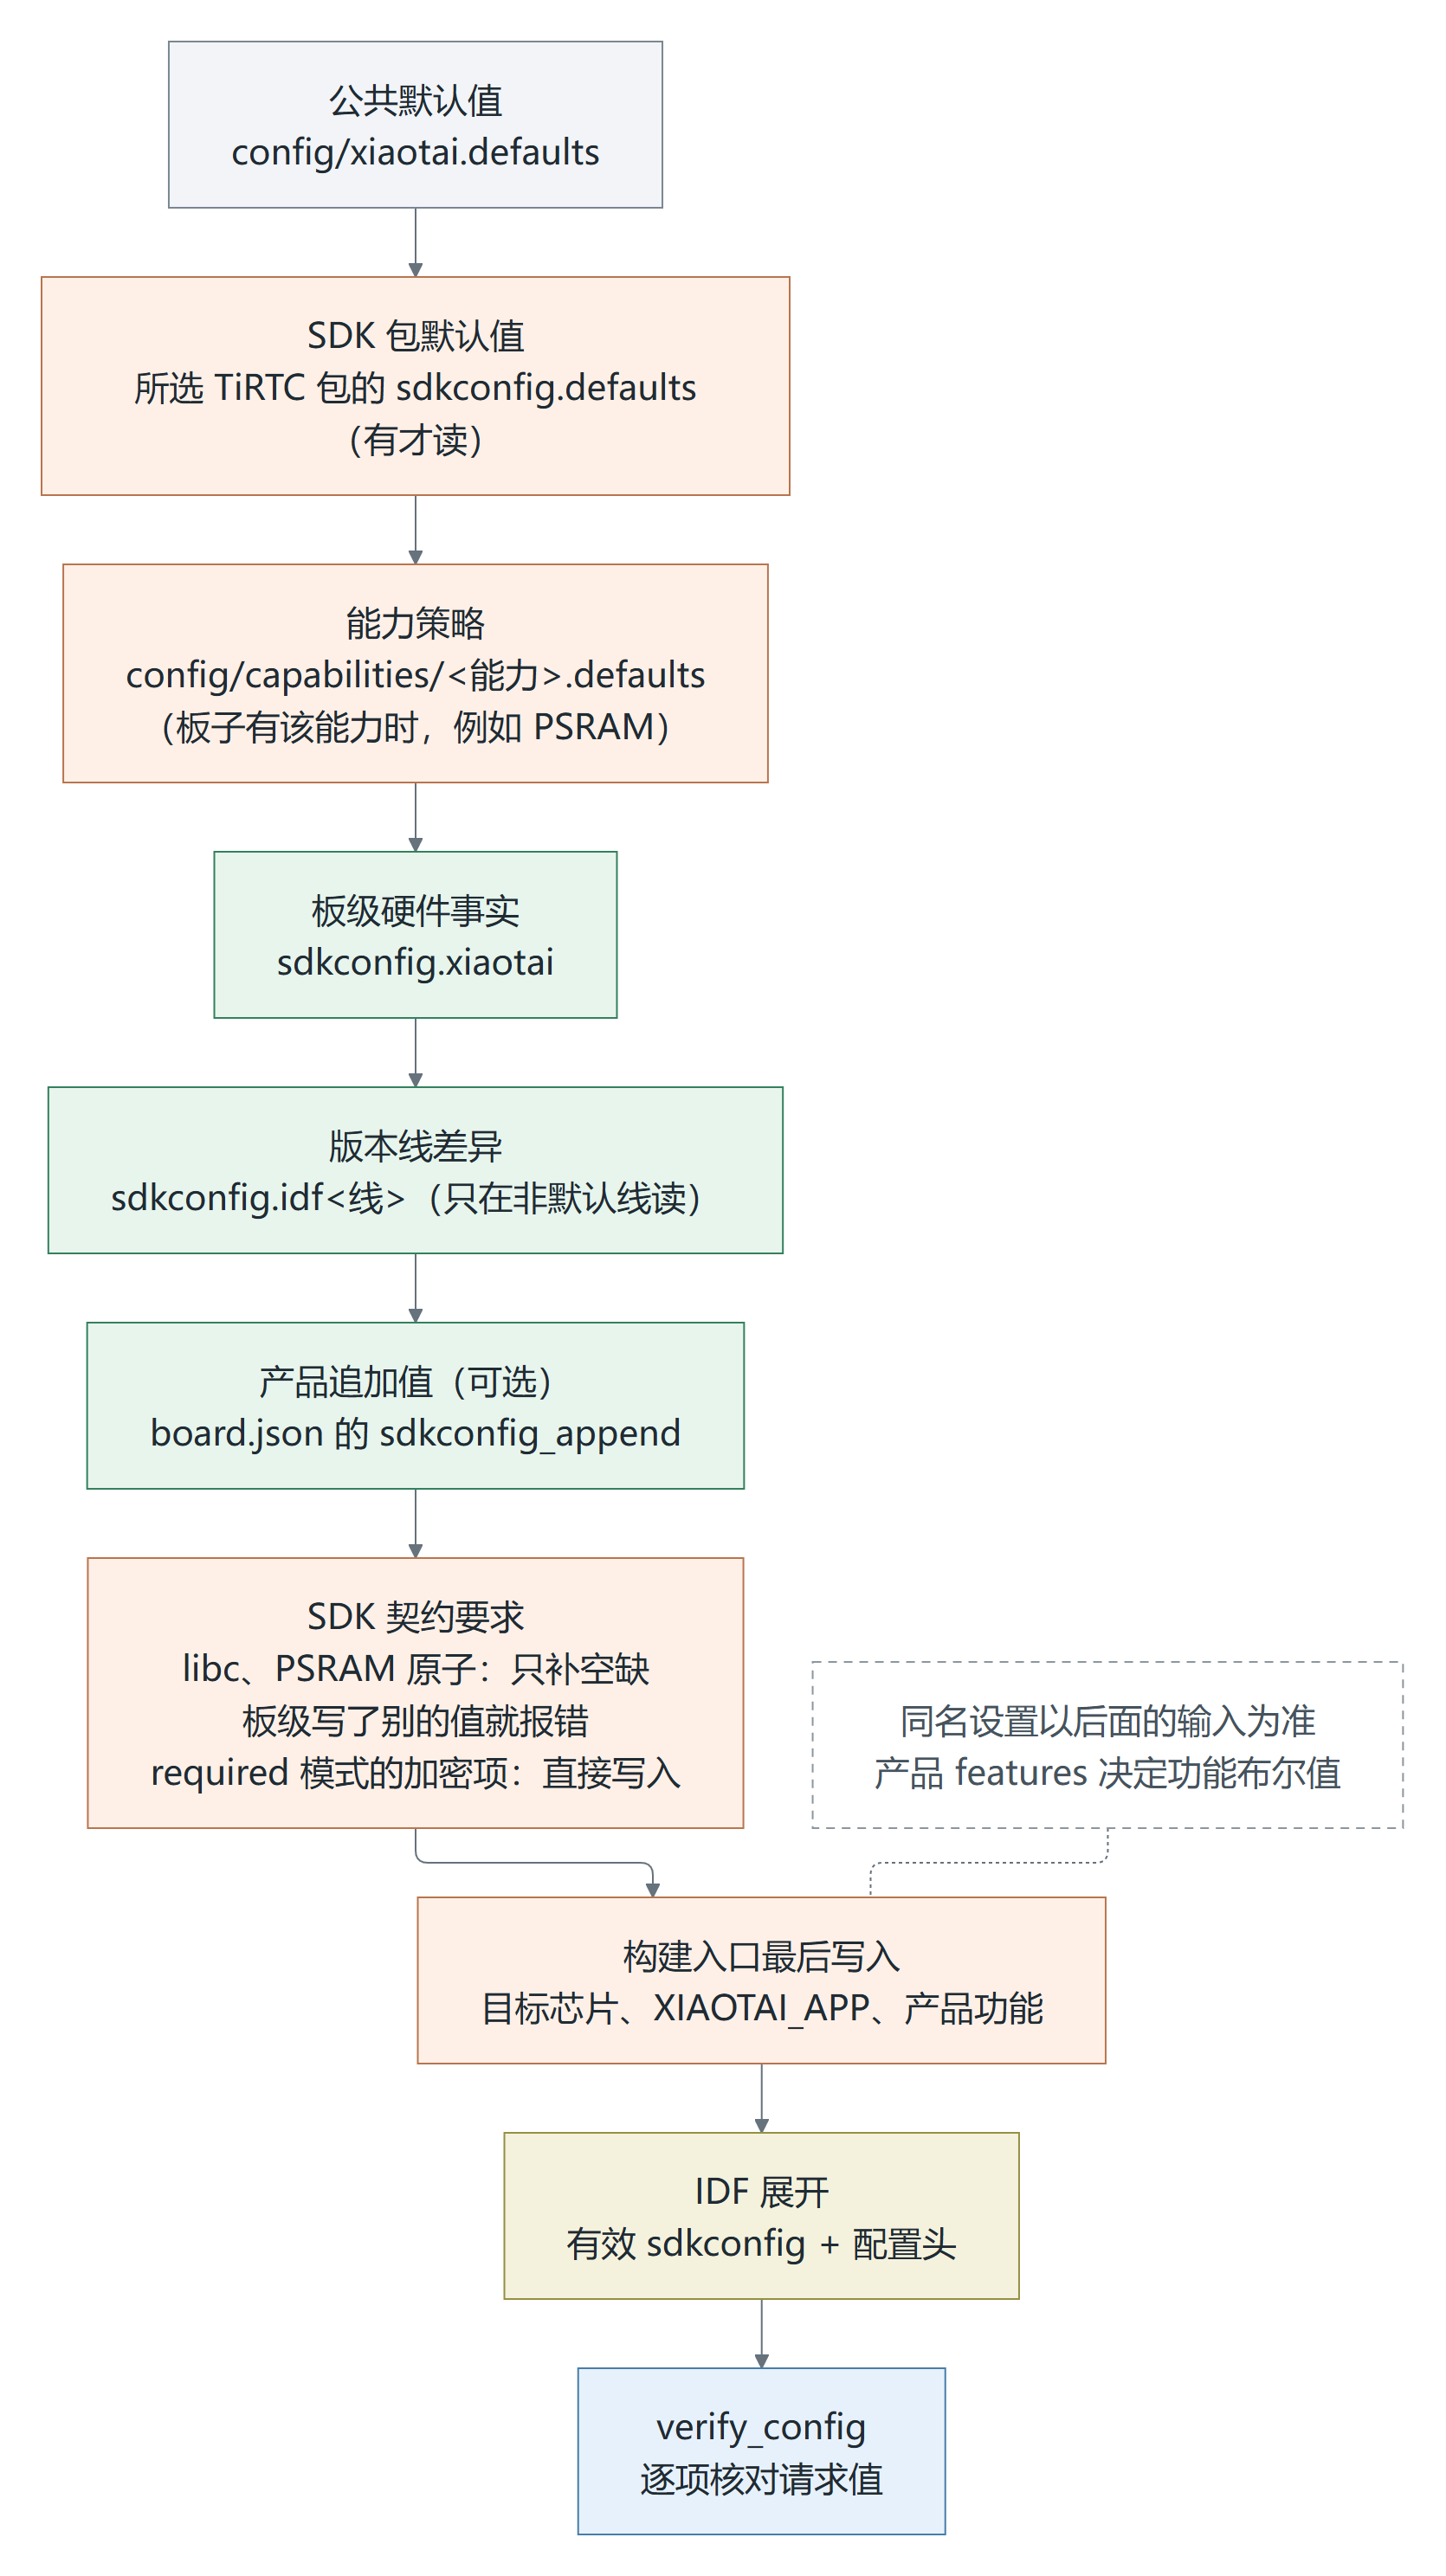 公共默认值
config/xiaotai.defaults
SDK 包默认值
所选 TiRTC 包的 sdkconfig.defaults
（有才读）
能力策略
config/capabilities/<能力>.defaults
（板子有该能力时，例如 PSRAM）
板级硬件事实
sdkconfig.xiaotai
版本线差异
sdkconfig.idf<线>（只在非默认线读）
产品追加值（可选）
board.json 的 sdkconfig_append
SDK 契约要求
libc、PSRAM 原子：只补空缺
板级写了别的值就报错
required 模式的加密项：直接写入
同名设置以后面的输入为准
产品 features 决定功能布尔值
构建入口最后写入
目标芯片、XIAOTAI_APP、产品功能
IDF 展开
有效 sdkconfig + 配置头
verify_config
逐项核对请求值